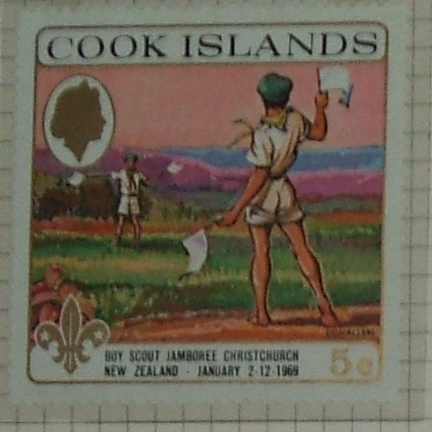 COOK ISLANDS
BOY SCOUT JAMBOREE CHRISTCHURCH
NEW ZEALAND · JANUARY 2-12-1969
5c